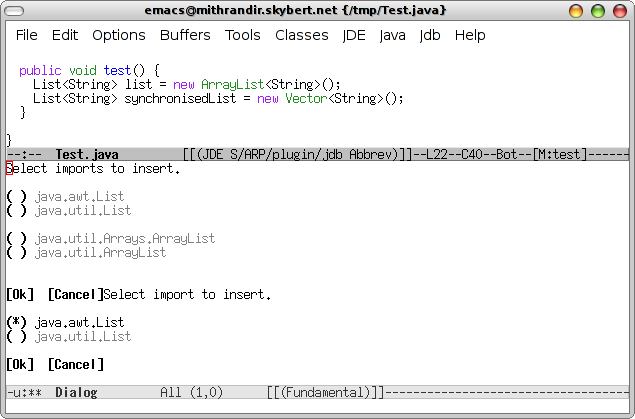 emacs@mithrandir.skybert.net {/tmp/Test.java}
File Edit Options Buffers Tools Classes JDE Java Jdb Help
public void test() {
List<String> list = new ArrayList<String>();
List<String> synchronisedList = new Vector<String>();
}
}
--:-- Test.java [[(JDE S/ARP/plugin/jdb Abbrev)]]--L22--C40--Bot--[M:test]------
Select imports to insert.
( ) java.awt.List
( ) java.util.List
( ) java.util.Arrays.ArrayList
( ) java.util.ArrayList
[Ok] [Cancel]Select import to insert.
(*) java.awt.List
( ) java.util.List
[Ok] [Cancel]
-u:** Dialog All (1,0) [[(Fundamental)]]-----------------------------------